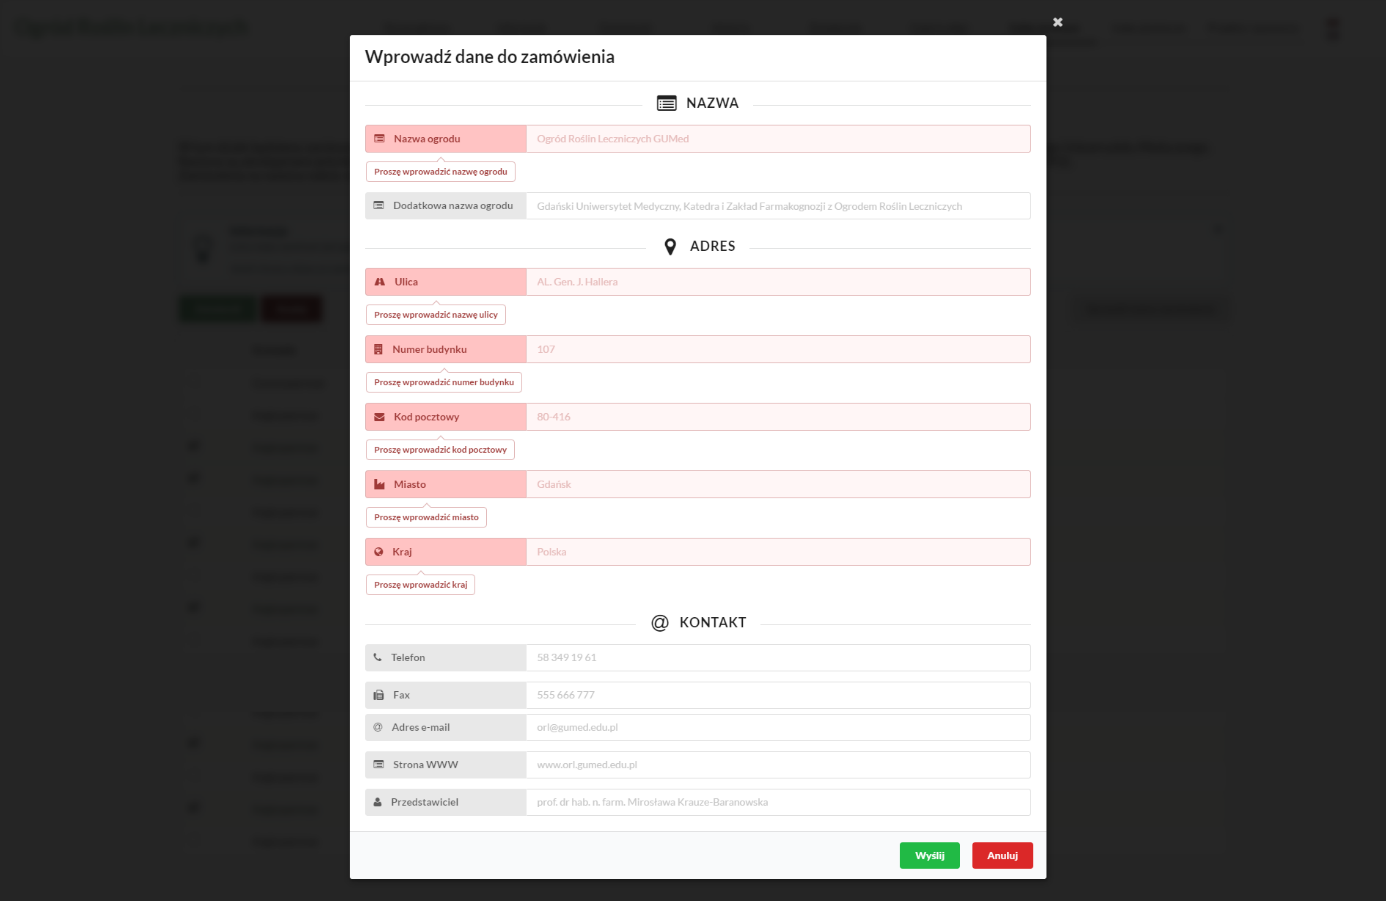 Ogród Roślin Leczniczych
Wprowadź dane do zamówienia
NAZWA
Nazwa ogrodu
Ogród Roślin Leczniczych GUMed
Proszę wprowadzić nazwę ogrodu
Dodatkowa nazwa ogrodu
Gdański Uniwersytet Medyczny, Katedra i Zakład Farmakognozji z Ogrodem Roślin Leczniczych
ADRES
Ulica
AL. Gen. J. Hallera
Proszę wprowadzić nazwę ulicy
Numer budynku
107
Proszę wprowadzić numer budynku
Kod pocztowy
80-416
Proszę wprowadzić kod pocztowy
Miasto
Gdańsk
Proszę wprowadzić miasto
Kraj
Polska
Proszę wprowadzić kraj
@ KONTAKT
Telefon
58 349 19 61
Fax
555 666 777
@ Adres e-mail
orl@gumed.edu.pl
Strona WWW
www.orl.gumed.edu.pl
Przedstawiciel
prof. dr hab. n. farm. Mirosława Krauze-Baranowska
Wyślij
Anuluj